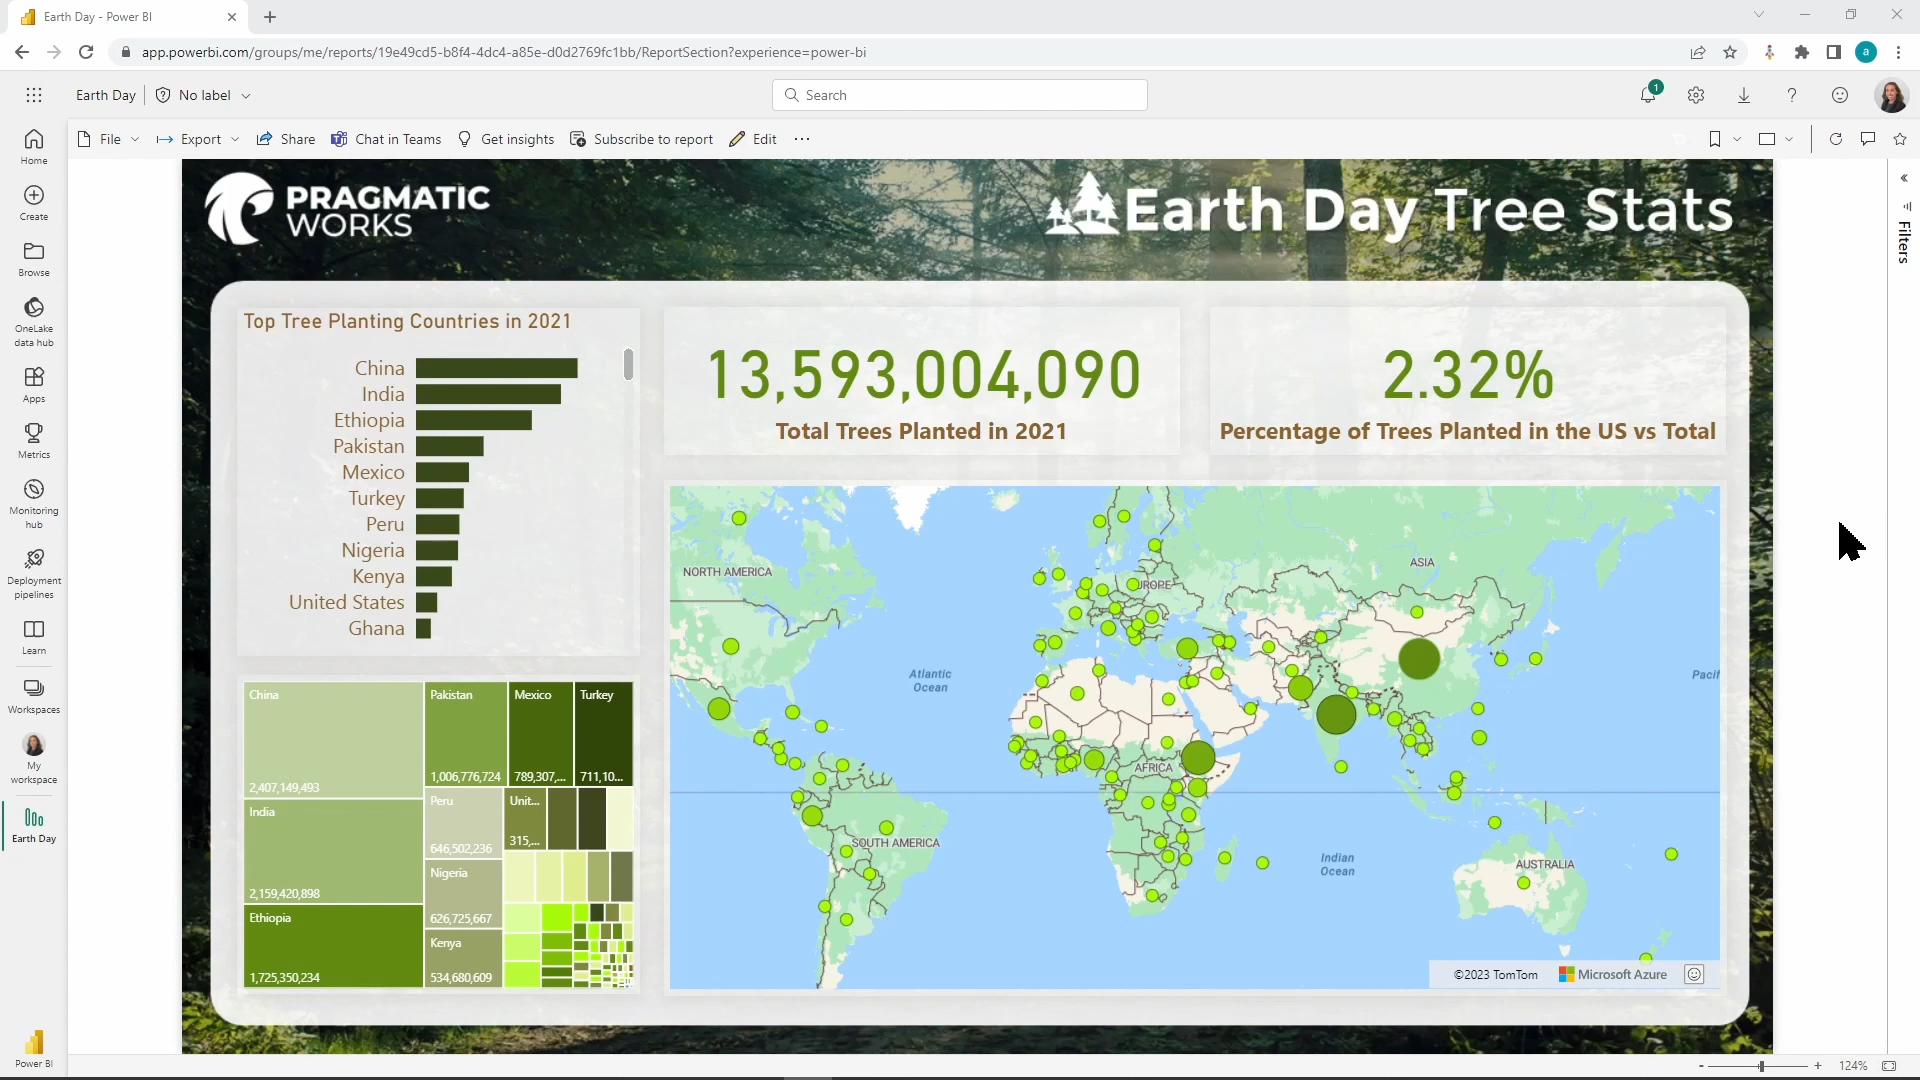 Earth Day - Power BI
app.powerbi.com/groups/me/reports/19e49cd5-b8f4-4dc4-a85e-d0d2769fc1bb/ReportSection?experience=power-bi
a
Earth Day
No label
Search
1
File
Export
Share
Chat in Teams
Get insights
Subscribe to report
Edit
Home
Create
Browse
OneLake
data hub
Apps
Metrics
Monitoring
hub
Deployment
pipelines
Learn
Workspaces
My
workspace
Earth Day
Power BI
Filters
PRAGMATIC
WORKS
Earth Day Tree Stats
Top Tree Planting Countries in 2021
China
India
Ethiopia
Pakistan
Mexico
Turkey
Peru
Nigeria
Kenya
United States
Ghana
13,593,004,090
Total Trees Planted in 2021
2.32%
Percentage of Trees Planted in the US vs Total
China
2,407,149,493
India
2,159,420,898
Ethiopia
1,725,350,234
Pakistan
1,006,776,724
Mexico
789,307,...
Turkey
711,10...
Peru
646,502,236
Unit...
315,...
Nigeria
626,725,667
Kenya
534,680,609
NORTH AMERICA
UROPE
ASIA
Atlantic
Ocean
Pacif
AFRICA
SOUTH AMERICA
Indian
Ocean
AUSTRALIA
©2023 TomTom
Microsoft Azure
124%